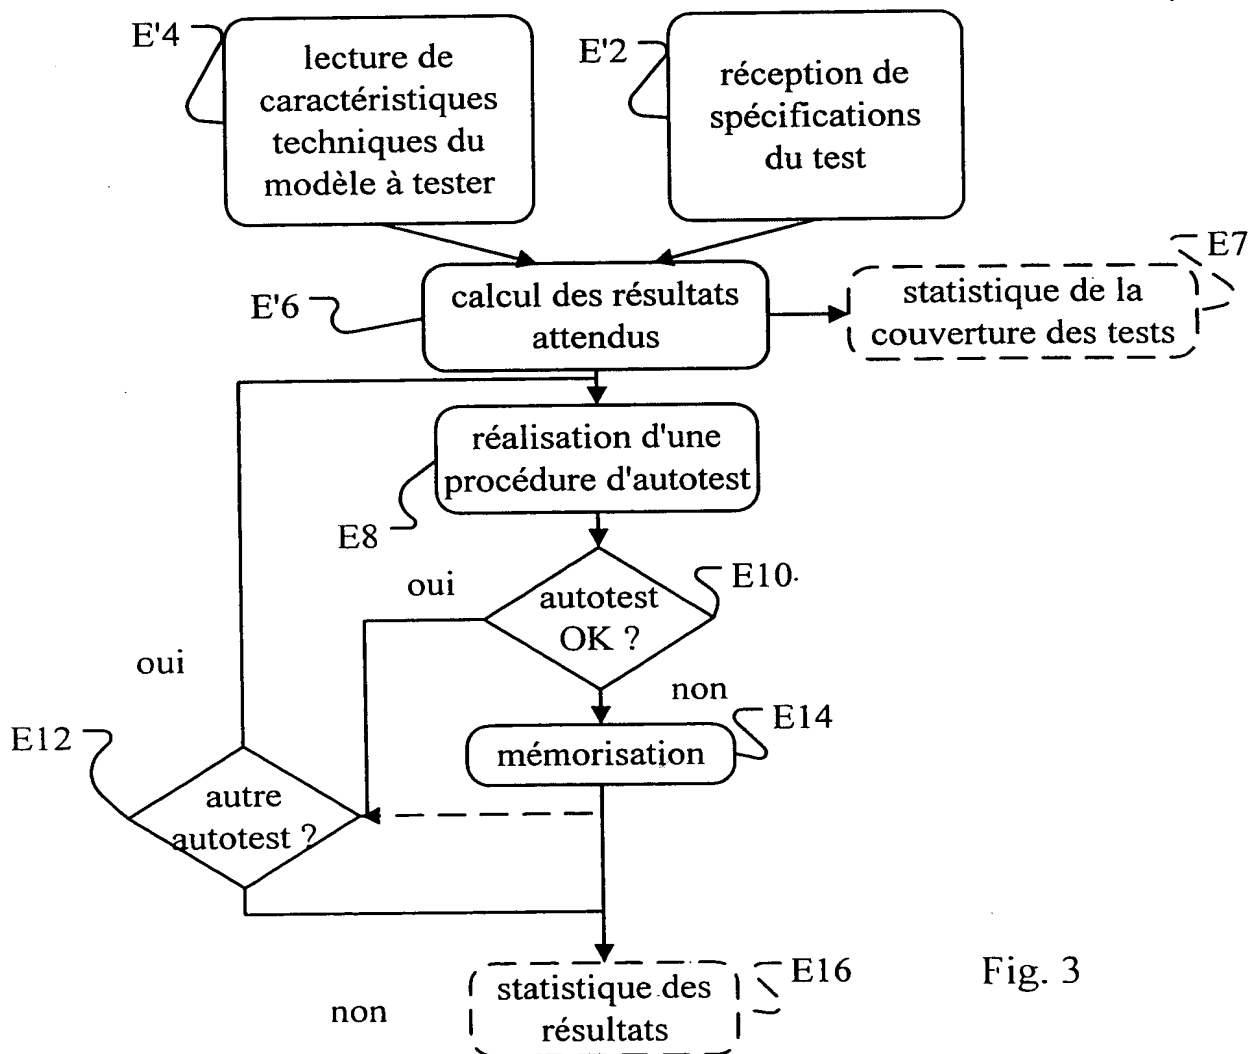 E'4
lecture de
caractéristiques
techniques du
modèle à tester
E'2
réception de
spécifications
du test
E7
E'6
calcul des résultats
attendus
statistique de la
couverture des tests
réalisation d'une
procédure d'autotest
E8
oui
autotest
OK ?
E10
oui
non
E12
E14
mémorisation
autre
autotest ?
non
statistique des
résultats
E16
Fig. 3